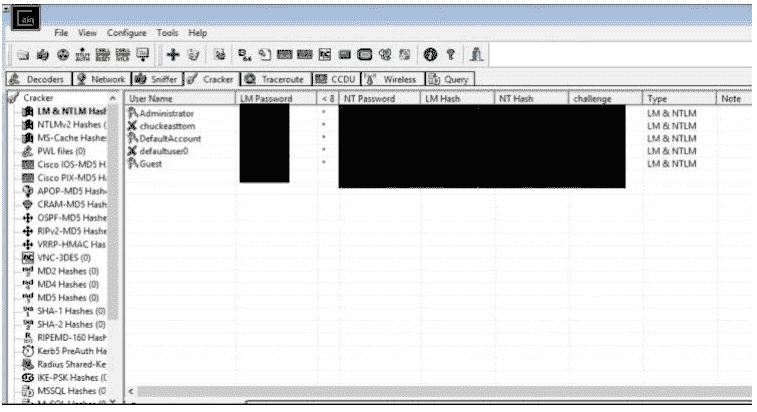 File View Configure Tools Help
Decoders Network Sniffer Cracker Traceroute CCDU Wireless Query
Cracker
User Name LM Password < 8 NT Password LM Hash NT Hash challenge Type Note
LM & NTLM Hash
Administrator * LM & NTLM
NTLMv2 Hashes (
chuckeasttom * LM & NTLM
MS-Cache Hashe
DefaultAccount * LM & NTLM
PWL files (0)
defaultuser0 * LM & NTLM
Cisco IOS-MD5 H
Guest * LM & NTLM
Cisco PIX-MD5 H
APOP-MD5 Hash
CRAM-MD5 Hash
OSPF-MD5 Hashe
RIPv2-MD5 Hashe
VRRP-HMAC Has
VNC-3DES (0)
MD2 Hashes (0)
MD4 Hashes (0)
MD5 Hashes (0)
SHA-1 Hashes (0)
SHA-2 Hashes (0)
RIPEMD-160 Hash
Kerb5 PreAuth Ha
Radius Shared-Ke
IKE-PSK Hashes (
MSSQL Hashes (0